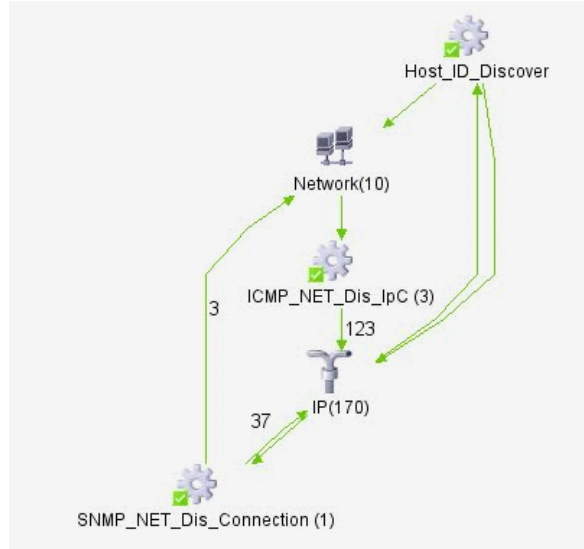 Host_ID_Discover
Network(10)
ICMP_NET_Dis_IpC (3)
3
123
IP(170)
37
SNMP_NET_Dis_Connection (1)